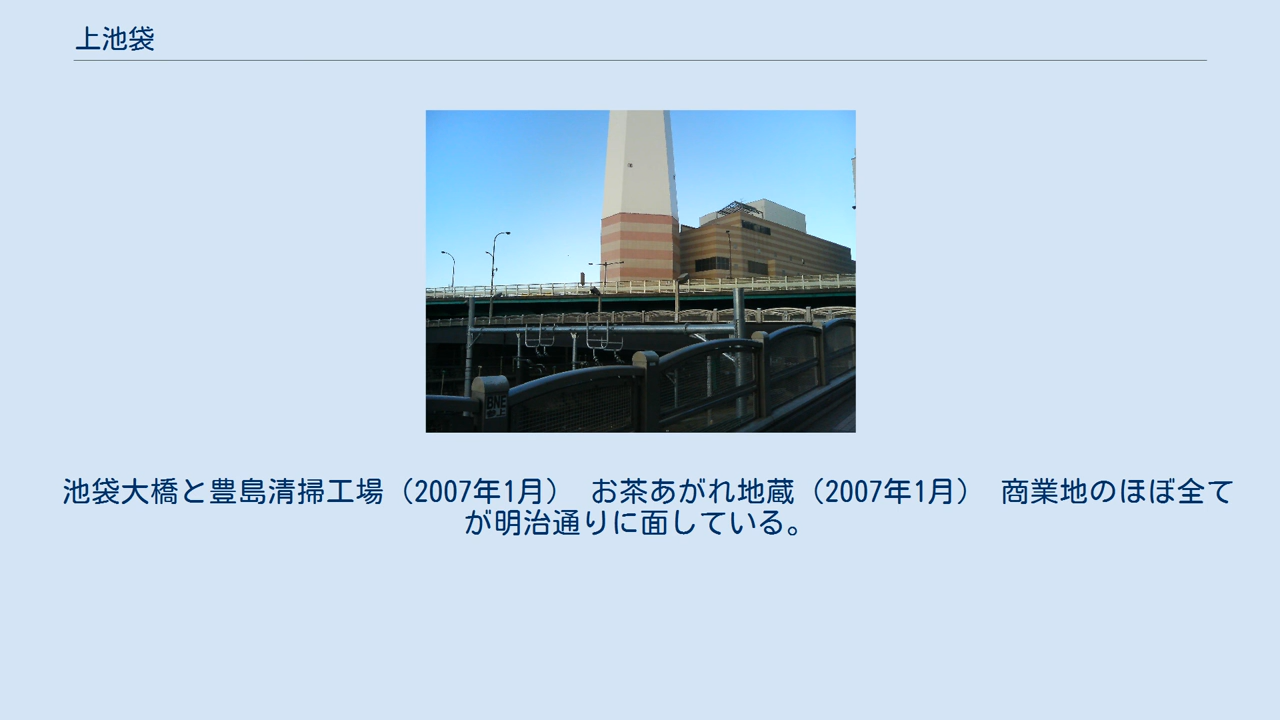 上池袋
BNE
池袋大橋と豊島清掃工場（2007年1月） お茶あがれ地蔵（2007年1月） 商業地のほぼ全て
が明治通りに面している。